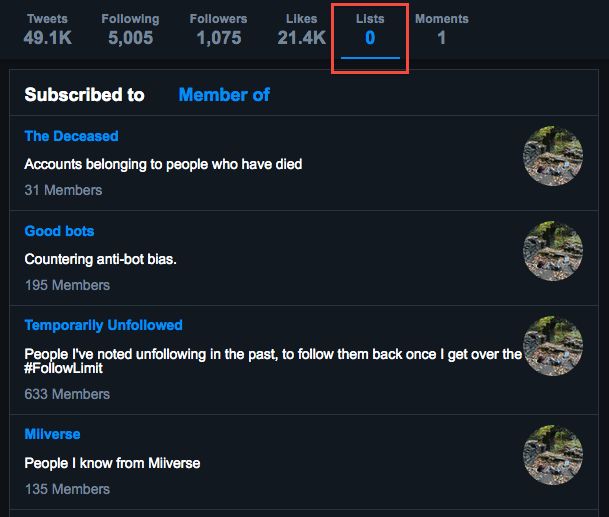 Tweets Following Followers Likes Lists Moments
49.1K 5,005 1,075 21.4K 0 1
Subscribed to Member of
The Deceased
Accounts belonging to people who have died
31 Members
Good bots
Countering anti-bot bias.
195 Members
Temporarily Unfollowed
People I've noted unfollowing in the past, to follow them back once I get over the
#FollowLimit
633 Members
Miiverse
People I know from Miiverse
135 Members